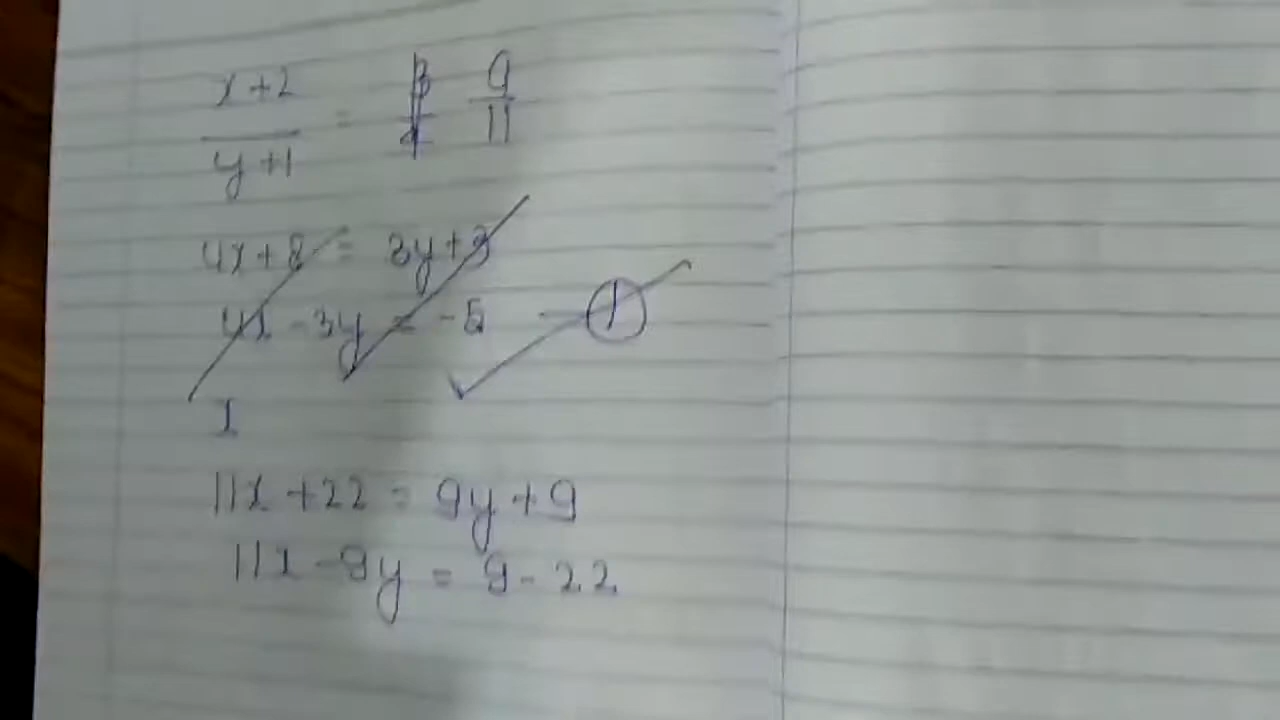 x+2 / y+1 = 3/4 9/11
4x+8 = 3y+3
4x-3y = -5 - 1
x
11x+22 = 9y+9
11x-9y = 9-22